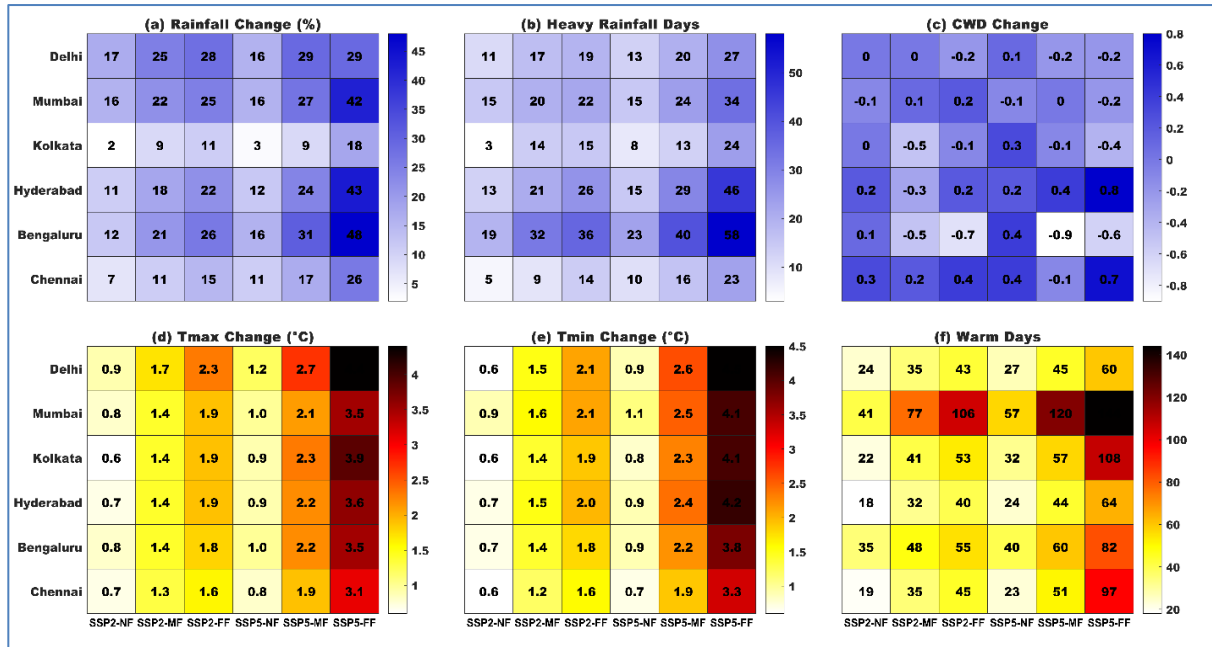 (a) Rainfall Change (%)
Delhi 17 25 28 16 29 29
Mumbai 16 22 25 16 27 42
Kolkata 2 9 11 3 9 18
Hyderabad 11 18 22 12 24 43
Bengaluru 12 21 26 16 31 48
Chennai 7 11 15 11 17 26
45
40
35
30
25
20
15
10
5
(b) Heavy Rainfall Days
11 17 19 13 20 27
15 20 22 15 24 34
3 14 15 8 13 24
13 21 26 15 29 46
19 32 36 23 40 58
5 9 14 10 16 23
50
40
30
20
10
(c) CWD Change
0 0 -0.2 0.1 -0.2 -0.2
-0.1 0.1 0.2 -0.1 0 -0.2
0 -0.5 -0.1 0.3 -0.1 -0.4
0.2 -0.3 0.2 0.2 0.4 0.8
0.1 -0.5 -0.7 0.4 -0.9 -0.6
0.3 0.2 0.4 0.4 -0.1 0.7
0.8
0.6
0.4
0.2
0
-0.2
-0.4
-0.6
-0.8
(d) Tmax Change (°C)
Delhi 0.9 1.7 2.3 1.2 2.7
Mumbai 0.8 1.4 1.9 1.0 2.1 3.5
Kolkata 0.6 1.4 1.9 0.9 2.3
Hyderabad 0.7 1.4 1.9 0.9 2.2 3.6
Bengaluru 0.8 1.4 1.8 1.0 2.2 3.5
Chennai 0.7 1.3 1.6 0.8 1.9 3.1
SSP2-NF SSP2-MF SSP2-FF SSP5-NF SSP5-MF SSP5-FF
4
3.5
3
2.5
2
1.5
1
(e) Tmin Change (°C)
0.6 1.5 2.1 0.9 2.6
0.9 1.6 2.1 1.1 2.5 4.1
0.6 1.4 1.9 0.8 2.3 4.1
0.7 1.5 2.0 0.9 2.4 4.2
0.7 1.4 1.8 0.9 2.2 3.8
0.6 1.2 1.6 0.7 1.9 3.3
SSP2-NF SSP2-MF SSP2-FF SSP5-NF SSP5-MF SSP5-FF
4.5
4
3.5
3
2.5
2
1.5
1
(f) Warm Days
24 35 43 27 45 60
41 77 106 57 120
22 41 53 32 57 108
18 32 40 24 44 64
35 48 55 40 60 82
19 35 45 23 51 97
SSP2-NF SSP2-MF SSP2-FF SSP5-NF SSP5-MF SSP5-FF
140
120
100
80
60
40
20